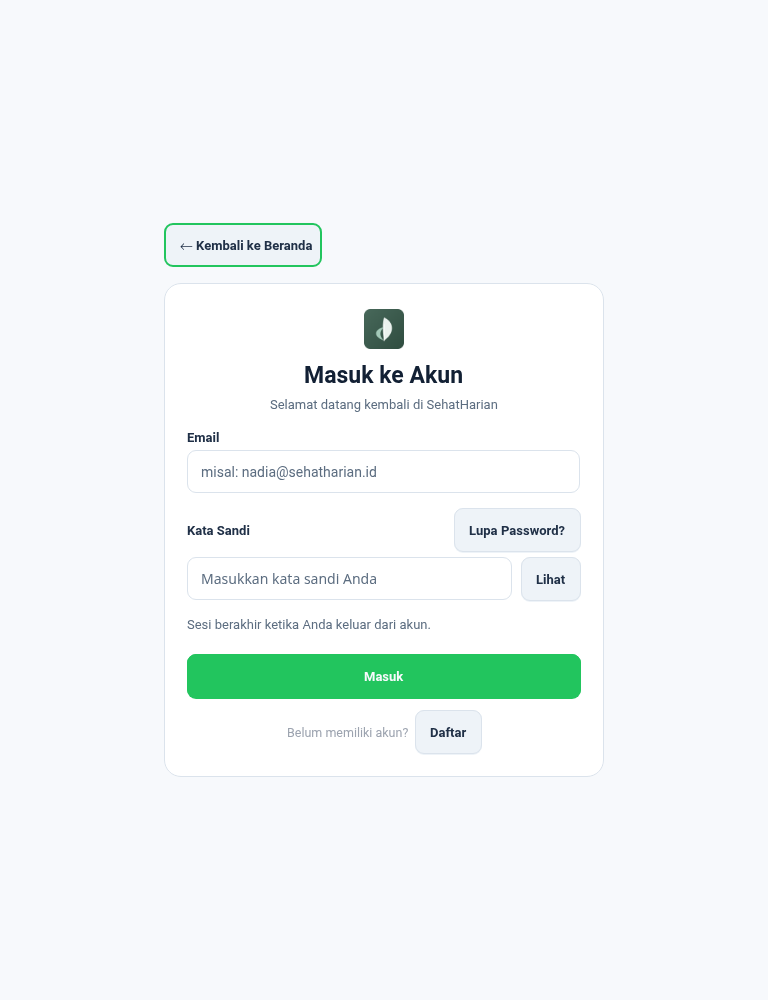 ← Kembali ke Beranda
Masuk ke Akun
Selamat datang kembali di SehatHarian
Email
misal: nadia@sehatharian.id
Kata Sandi
Lupa Password?
Masukkan kata sandi Anda
Lihat
Sesi berakhir ketika Anda keluar dari akun.
Masuk
Belum memiliki akun?
Daftar